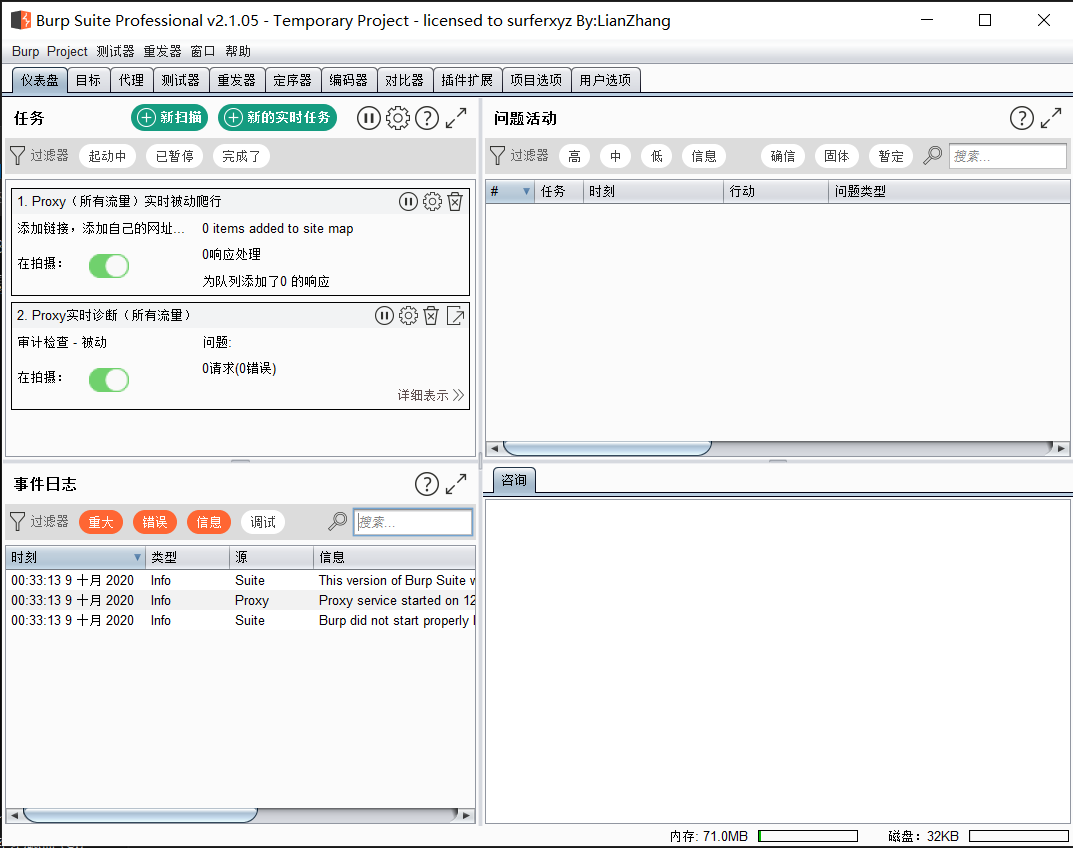 Burp Suite Professional v2.1.05 - Temporary Project - licensed to surferxyz By:LianZhang
Burp Project 测试器 重发器 窗口 帮助
仪表盘 目标 代理 测试器 重发器 定序器 编码器 对比器 插件扩展 项目选项 用户选项
任务 新扫描 新的实时任务
过滤器 起动中 已暂停 完成了
1. Proxy（所有流量）实时被动爬行
添加链接，添加自己的网址... 0 items added to site map
0响应处理
在拍摄：
为队列添加了0 的响应
2. Proxy实时诊断（所有流量）
审计检查 - 被动 问题:
0请求(0错误)
在拍摄：
详细表示
问题活动
过滤器 高 中 低 信息 确信 固体 暂定 搜索...
# 任务 时刻 行动 问题类型
事件日志
过滤器 重大 错误 信息 调试 搜索...
时刻 类型 源 信息
00:33:13 9 十月 2020 Info Suite This version of Burp Suite w
00:33:13 9 十月 2020 Info Proxy Proxy service started on 12
00:33:13 9 十月 2020 Info Suite Burp did not start properly
咨询
内存: 71.0MB 磁盘：32KB